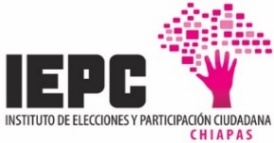 IEPC
INSTITUTO DE ELECCIONES Y PARTICIPACIÓN CIUDADANA
CHIAPAS